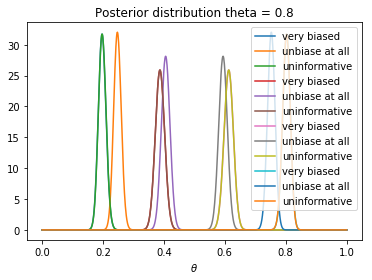 Posterior distribution theta = 0.8
30
25
20
15
10
5
0
very biased
unbiase at all
uninformative
very biased
unbiase at all
uninformative
very biased
unbiase at all
uninformative
very biased
unbiase at all
uninformative
0.0 0.2 0.4 0.6 0.8 1.0
θ